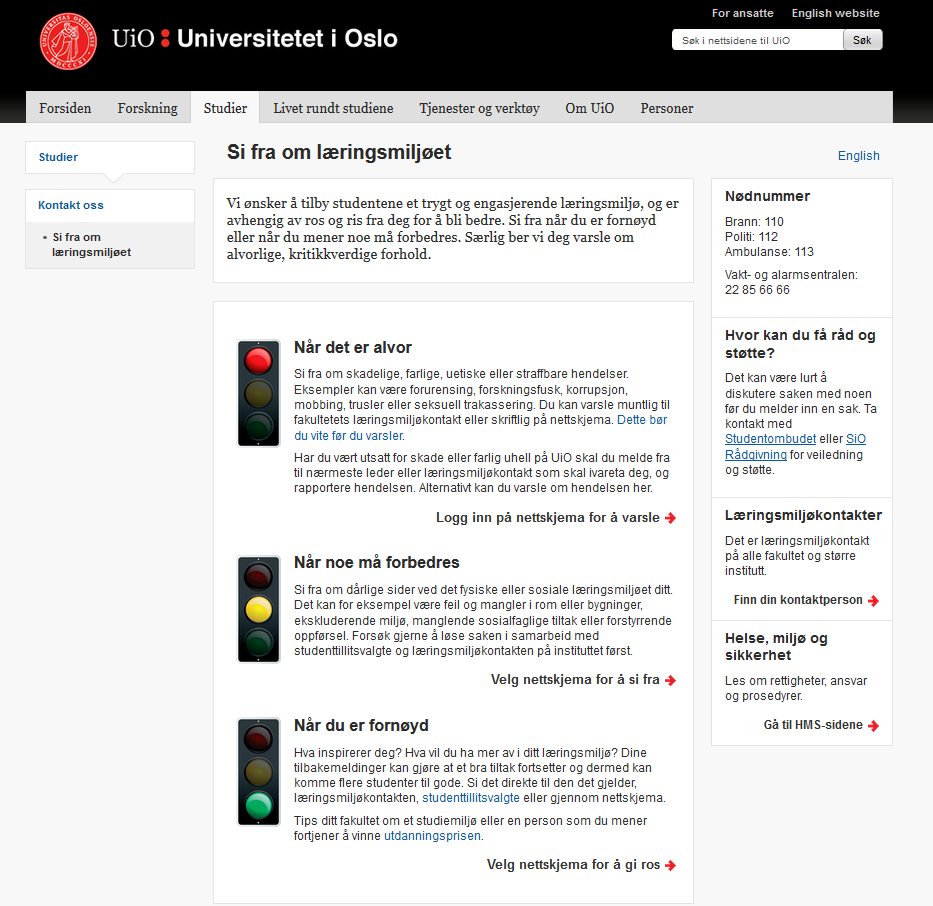 For ansatte English website
UiO : Universitetet i Oslo
Søk i nettsidene til UiO Søk
Forsiden Forskning Studier Livet rundt studiene Tjenester og verktøy Om UiO Personer
Studier
Kontakt oss
• Si fra om
læringsmiljøet
Si fra om læringsmiljøet
English
Vi ønsker å tilby studentene et trygt og engasjerende læringsmiljø, og er
avhengig av ros og ris fra deg for å bli bedre. Si fra når du er fornøyd
eller når du mener noe må forbedres. Særlig ber vi deg varsle om
alvorlige, kritikkverdige forhold.
Når det er alvor
Si fra om skadelige, farlige, uetiske eller straffbare hendelser.
Eksempler kan være forurensing, forskningsfusk, korrupsjon,
mobbing, trusler eller seksuell trakassering. Du kan varsle muntlig til
fakultetets læringsmiljøkontakt eller skriftlig på nettskjema. Dette bør
du vite før du varsler.
Har du vært utsatt for skade eller farlig uhell på UiO skal du melde fra
til nærmeste leder eller læringsmiljøkontakt som skal ivareta deg, og
rapportere hendelsen. Alternativt kan du varsle om hendelsen her.
Logg inn på nettskjema for å varsle
Når noe må forbedres
Si fra om dårlige sider ved det fysiske eller sosiale læringsmiljøet ditt.
Det kan for eksempel være feil og mangler i rom eller bygninger,
ekskluderende miljø, manglende sosialfaglige tiltak eller forstyrrende
oppførsel. Forsøk gjerne å løse saken i samarbeid med
studenttillitsvalgte og læringsmiljøkontakten på instituttet først.
Velg nettskjema for å si fra
Når du er fornøyd
Hva inspirerer deg? Hva vil du ha mer av i ditt læringsmiljø? Dine
tilbakemeldinger kan gjøre at et bra tiltak fortsetter og dermed kan
komme flere studenter til gode. Si det direkte til den det gjelder,
læringsmiljøkontakten, studenttillitsvalgte eller gjennom nettskjema.
Tips ditt fakultet om et studiemiljø eller en person som du mener
fortjener å vinne utdanningsprisen.
Velg nettskjema for å gi ros
Nødnummer
Brann: 110
Politi: 112
Ambulanse: 113
Vakt- og alarmsentralen:
22 85 66 66
Hvor kan du få råd og
støtte?
Det kan være lurt å
diskutere saken med noen
før du melder inn en sak. Ta
kontakt med
Studentombudet eller SiO
Rådgivning for veiledning
og støtte.
Læringsmiljøkontakter
Det er læringsmiljøkontakt
på alle fakultet og større
institutt.
Finn din kontaktperson
Helse, miljø og
sikkerhet
Les om rettigheter, ansvar
og prosedyrer.
Gå til HMS-sidene